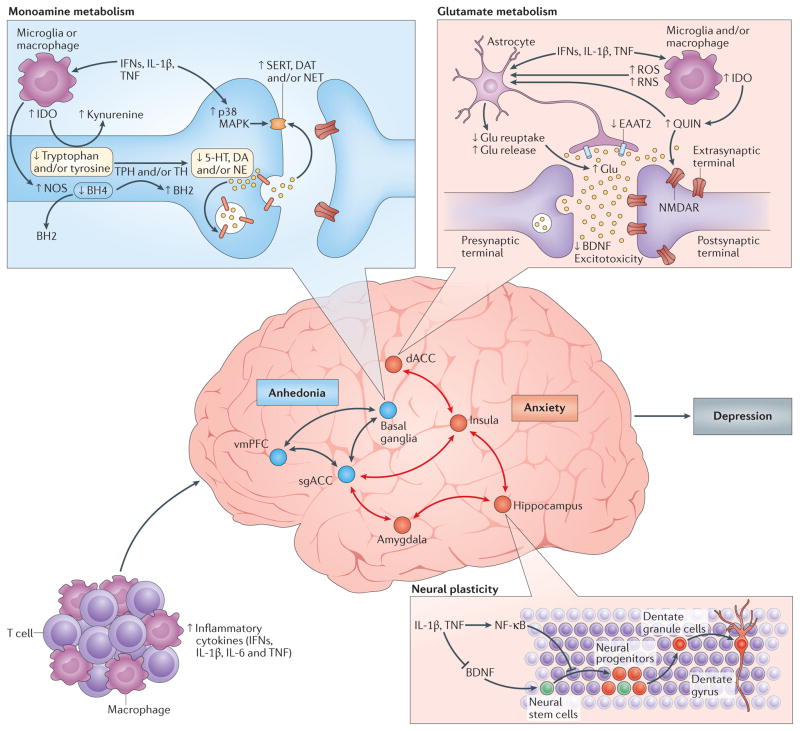 Monoamine metabolism
Microglia or
macrophage
IFNs, IL-1β,
TNF
↑ SERT, DAT
and/or NET
↑ IDO
↑ Kynurenine
↑ p38
MAPK
↓ Tryptophan
and/or tyrosine
TPH and/or TH
↓ 5-HT, DA
and/or NE
↑ NOS
↓ BH4
↑ BH2
BH2
Glutamate metabolism
Astrocyte
IFNs, IL-1β, TNF
Microglia and/or
macrophage
↑ ROS
↑ RNS
↑ IDO
↓ Glu reuptake
↑ Glu release
↓ EAAT2
↑ QUIN
Extrasynaptic
terminal
↑ Glu
NMDAR
Presynaptic
terminal
↓ BDNF
Excitotoxicity
Postsynaptic
terminal
dACC
Anhedonia
Basal
ganglia
Insula
Anxiety
Depression
vmPFC
sgACC
Hippocampus
Amygdala
T cell
↑ Inflammatory
cytokines (IFNs,
IL-1β, IL-6 and TNF)
Macrophage
Neural plasticity
IL-1β, TNF
NF-κB
Dentate
granule cells
Neural
progenitors
BDNF
Dentate
gyrus
Neural
stem cells